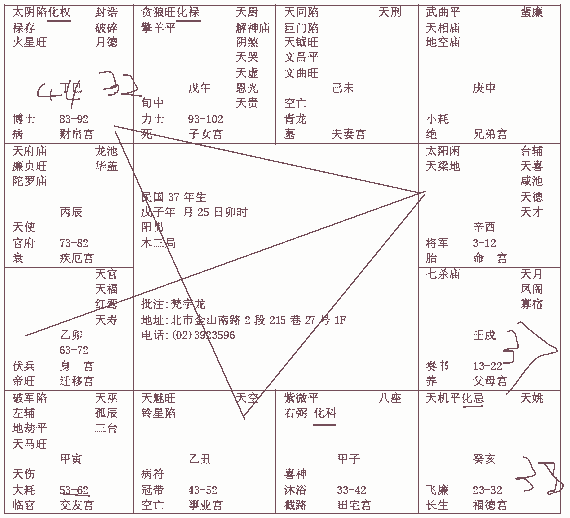 太阴陷化权 封诰
禄存 破碎
火星旺 月德
44 32
博士 83-92
病 财帛宫
贪狼旺化禄 天厨
擎羊平 解神庙
阴煞
天哭
天虚
戊午 恩光
旬中 天贵
力士 93-102
死 子女宫
天同陷 天刑
巨门陷
天钺旺
文昌平
文曲旺
己未
空亡
青龙
墓 夫妻宫
武曲平 蜚廉
天相庙
地空庙
庚申
小耗
绝 兄弟宫
天府庙 龙池
廉贞旺 华盖
陀罗庙
丙辰
天使
官府 73-82
衰 疾厄宫
民国 37 年生
戊子年 月 25 日卯时
阳男
木三局
批注:梵宇龙
地址:北市金山南路 2 段 215 巷 27 号 1F
电话:(02)3923596
太阳闲 台辅
天梁地 天喜
咸池
天德
天才
辛酉
将军 3-12
胎 命 宫
天官
天福
红鸾
天寿
乙卯
63-72
伏兵 身 宫
帝旺 迁移宫
七杀庙 天月
凤阁
寡宿
壬戌
奏书 13-22
养 父母宫
破军陷 天巫
左辅 孤辰
地劫平 三台
天马旺
甲寅
天伤
大耗 53-62
临官 交友宫
天魁旺 天空
铃星陷
乙丑
病符
冠带 43-52
空亡 事业宫
紫微平 八座
右弼 化科
甲子
喜神
沐浴 33-42
截路 田宅宫
天机平化忌 天姚
癸亥
飞廉 23-32
长生 福德宫